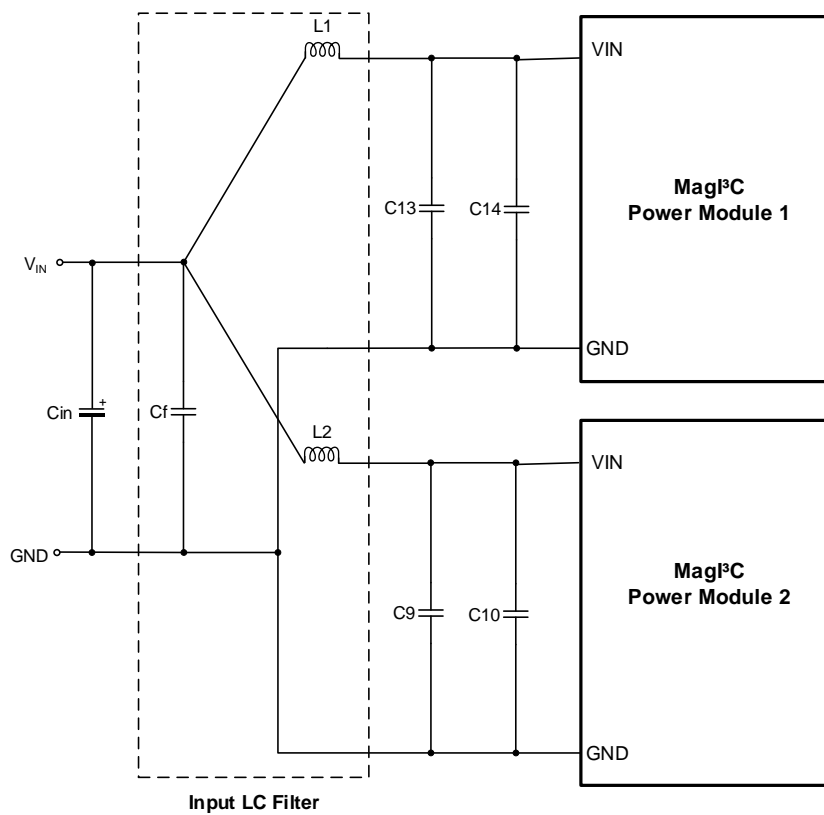 L1
VIN
C13
C14
MagI³C
Power Module 1
V_IN
GND
Cin
+
Cf
L2
VIN
GND
C9
C10
MagI³C
Power Module 2
GND
Input LC Filter